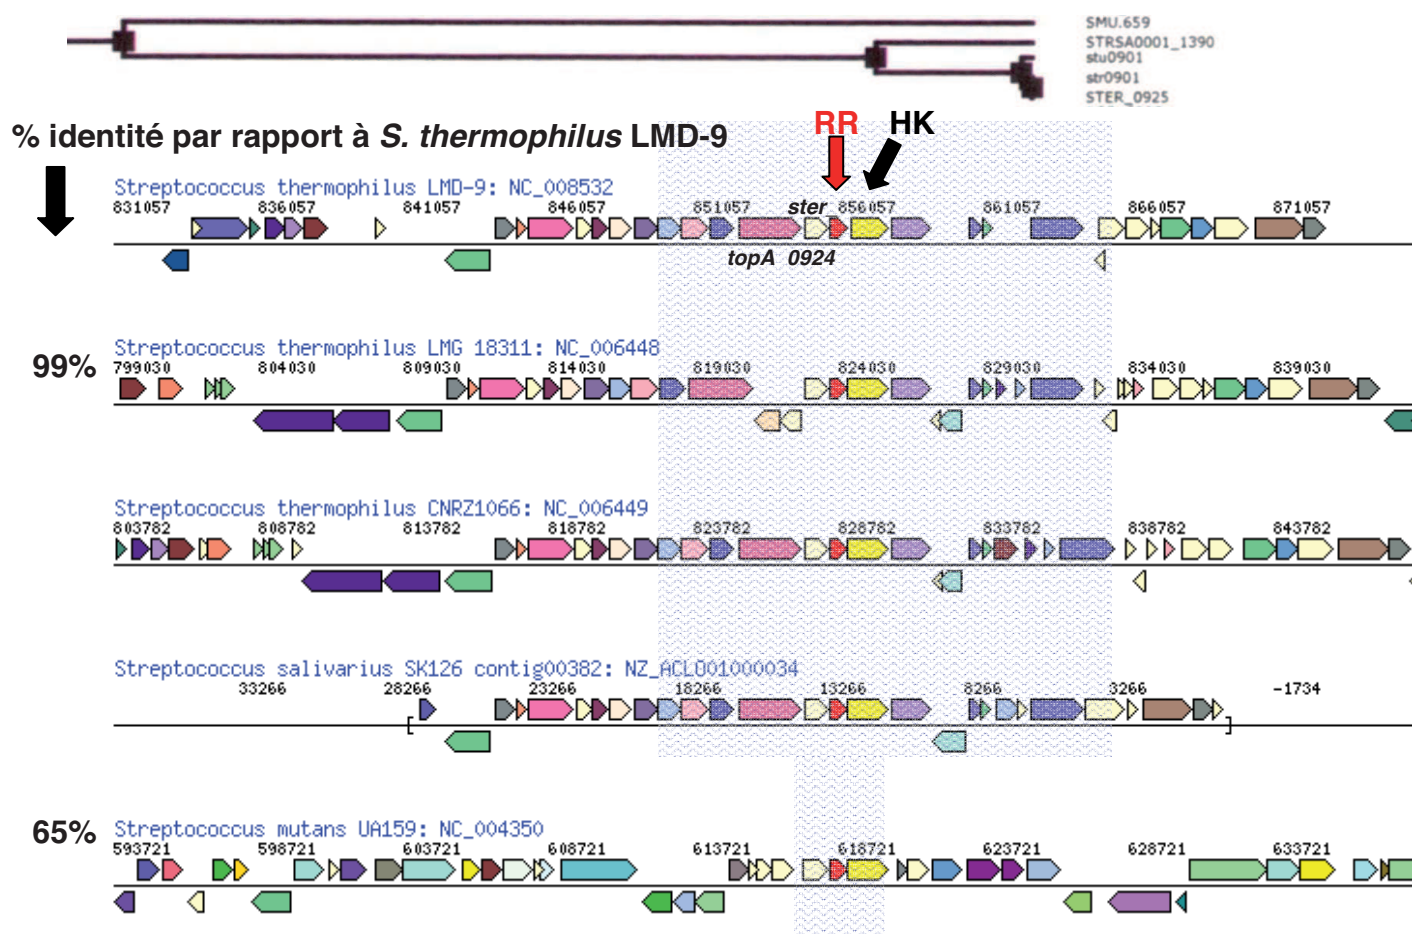 SMU.659
STRSA0001_1390
stu0901
str0901
STER_0925
% identité par rapport à S. thermophilus LMD-9
RR HK
Streptococcus thermophilus LMD-9: NC_008532
831057 836057 841057 846057 851057 ster_ 856057 861057 866057 871057
topA 0924
99%
Streptococcus thermophilus LMG 18311: NC_006448
799030 804030 809030 814030 819030 824030 829030 834030 839030
Streptococcus thermophilus CNRZ1066: NC_006449
803782 808782 813782 818782 823782 828782 833782 838782 843782
Streptococcus salivarius SK126 contig00382: NZ_ACLO01000034
33266 28266 23266 18266 13266 8266 3266 -1734
65%
Streptococcus mutans UA159: NC_004350
593721 598721 603721 608721 613721 618721 623721 628721 633721